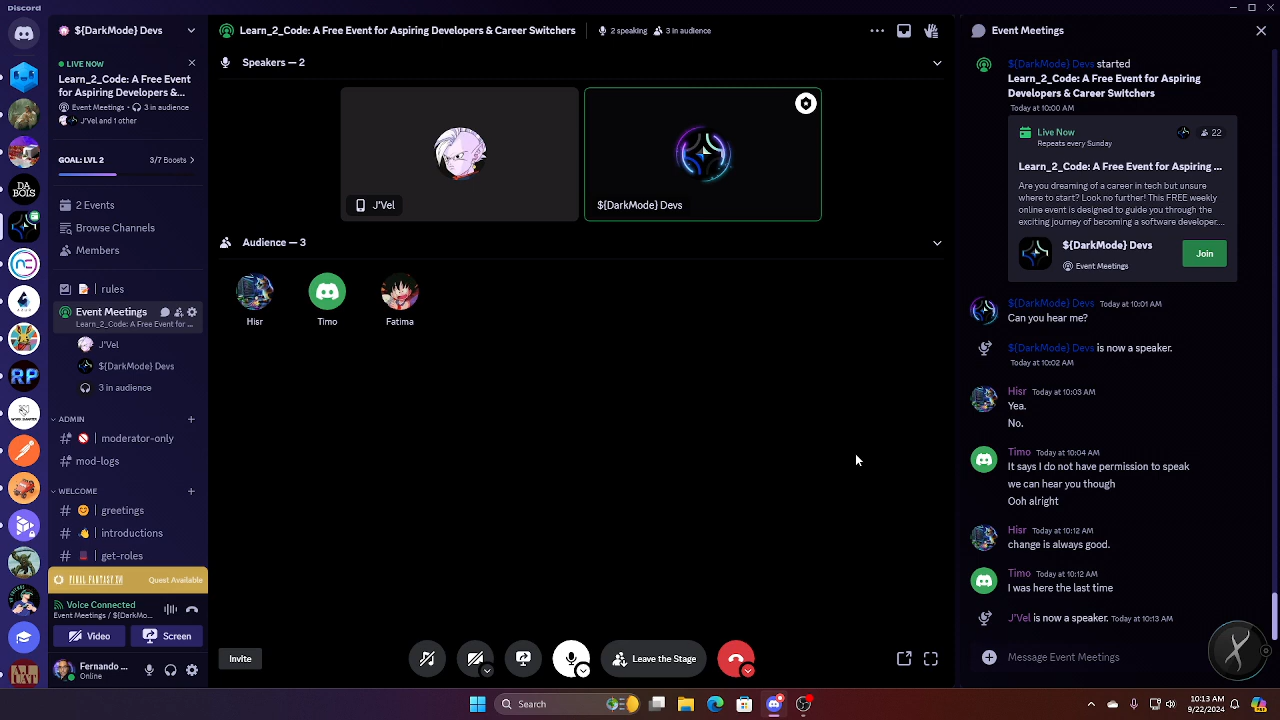 Discord
${DarkMode} Devs
LIVE NOW
Learn_2_Code: A Free Event
for Aspiring Developers &...
Event Meetings • 3 in audience
J'Vel and 1 other
GOAL: LVL 2
3/7 Boosts
2 Events
Browse Channels
Members
rules
Event Meetings
Learn_2_Code: A Free Event for ...
J'Vel
${DarkMode} Devs
3 in audience
ADMIN
moderator-only
mod-logs
WELCOME
greetings
introductions
get-roles
FINAL FANTASY XVI
Quest Available
Voice Connected
Event Meetings / ${DarkMo...
Video
Screen
Fernando ...
Online
DA
BOIS
RP
Learn_2_Code: A Free Event for Aspiring Developers & Career Switchers
2 speaking
3 in audience
Speakers — 2
J'Vel
${DarkMode} Devs
Audience — 3
Hisr
Timo
Fatima
Invite
Leave the Stage
Event Meetings
${DarkMode} Devs started
Learn_2_Code: A Free Event for Aspiring
Developers & Career Switchers
Today at 10:00 AM
Live Now
22
Repeats every Sunday
Learn_2_Code: A Free Event for Aspiring ...
Are you dreaming of a career in tech but unsure
where to start? Look no further! This FREE weekly
online event is designed to guide you through the
exciting journey of becoming a software developer....
${DarkMode} Devs
Event Meetings
Join
${DarkMode} Devs Today at 10:01 AM
Can you hear me?
${DarkMode} Devs is now a speaker.
Today at 10:02 AM
Hisr Today at 10:03 AM
Yea.
No.
Timo Today at 10:04 AM
It says I do not have permission to speak
we can hear you though
Ooh alright
Hisr Today at 10:12 AM
change is always good.
Timo Today at 10:12 AM
I was here the last time
J'Vel is now a speaker. Today at 10:13 AM
Message Event Meetings
Search
10:13 AM
9/22/2024